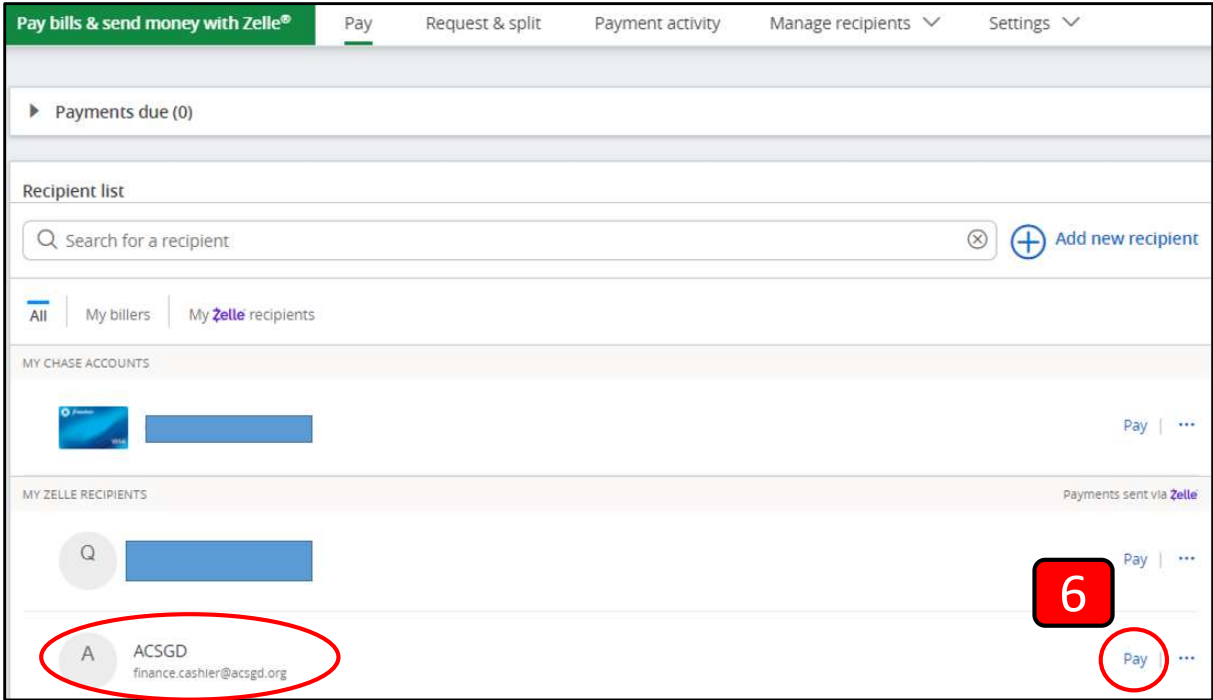 Pay bills & send money with Zelle® Pay Request & split Payment activity Manage recipients Settings
Payments due (0)
Recipient list
Search for a recipient
Add new recipient
All My billers My Zelle recipients
MY CHASE ACCOUNTS
VISA
Pay | ...
MY ZELLE RECIPIENTS Payments sent via Zelle
Q
Pay | ...
6
A ACSGD
finance.cashier@acsgd.org
Pay | ...